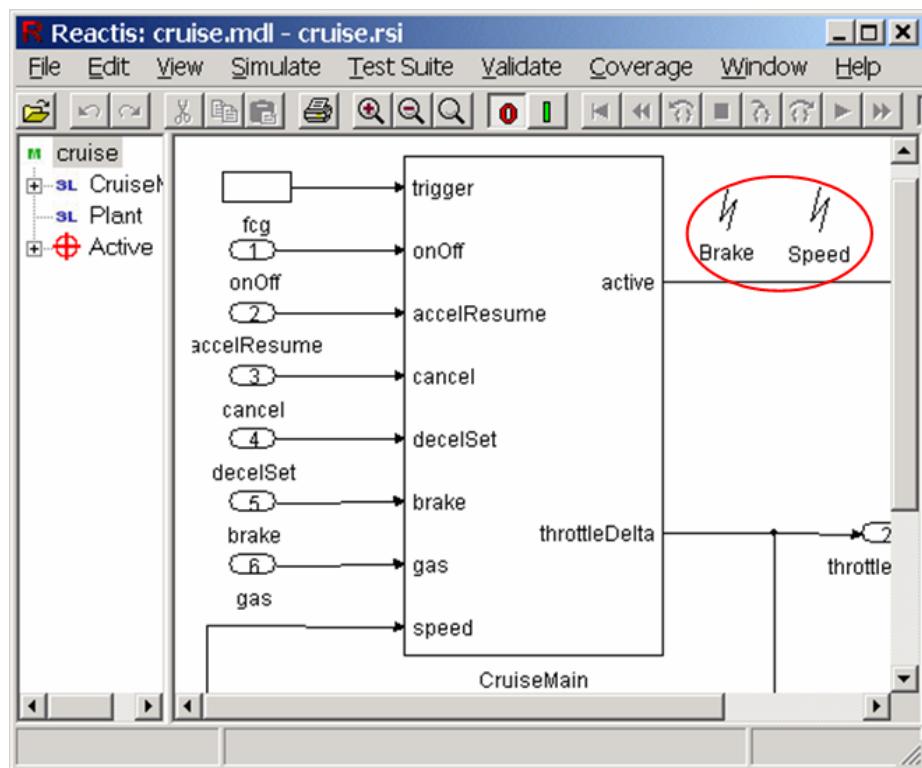 Reactis: cruise.mdl - cruise.rsi
File Edit View Simulate Test Suite Validate Coverage Window Help
M cruise
SL CruiseM
SL Plant
Active
trigger
fcg
1
onOff
onOff
2
accelResume
accelResume
3
cancel
cancel
4
decelSet
decelSet
5
brake
brake
6
gas
gas
speed
active
throttleDelta
CruiseMain
Brake Speed
2
throttle